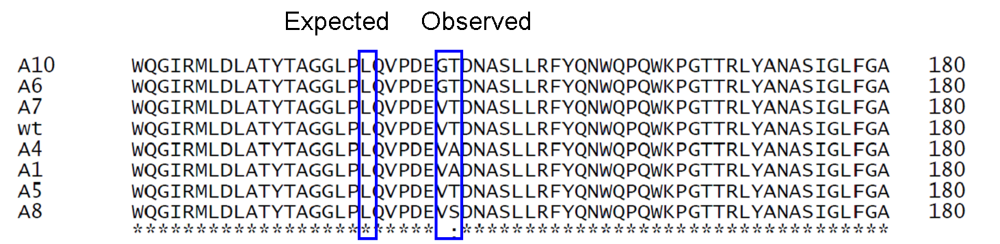 Expected Observed
A10 WQGIRMLDLATYTAGGLPLQVPDEGTDNASLLRFYQNWQPQWKPGTTRLYANASIGLFGA 180
A6 WQGIRMLDLATYTAGGLPLQVPDEGTDNASLLRFYQNWQPQWKPGTTRLYANASIGLFGA 180
A7 WQGIRMLDLATYTAGGLPLQVPDEVTDNASLLRFYQNWQPQWKPGTTRLYANASIGLFGA 180
wt WQGIRMLDLATYTAGGLPLQVPDEVTDNASLLRFYQNWQPQWKPGTTRLYANASIGLFGA 180
A4 WQGIRMLDLATYTAGGLPLQVPDEVADNASLLRFYQNWQPQWKPGTTRLYANASIGLFGA 180
A1 WQGIRMLDLATYTAGGLPLQVPDEVADNASLLRFYQNWQPQWKPGTTRLYANASIGLFGA 180
A5 WQGIRMLDLATYTAGGLPLQVPDEVTDNASLLRFYQNWQPQWKPGTTRLYANASIGLFGA 180
A8 WQGIRMLDLATYTAGGLPLQVPDEVSDNASLLRFYQNWQPQWKPGTTRLYANASIGLFGA 180
************************ :**********************************